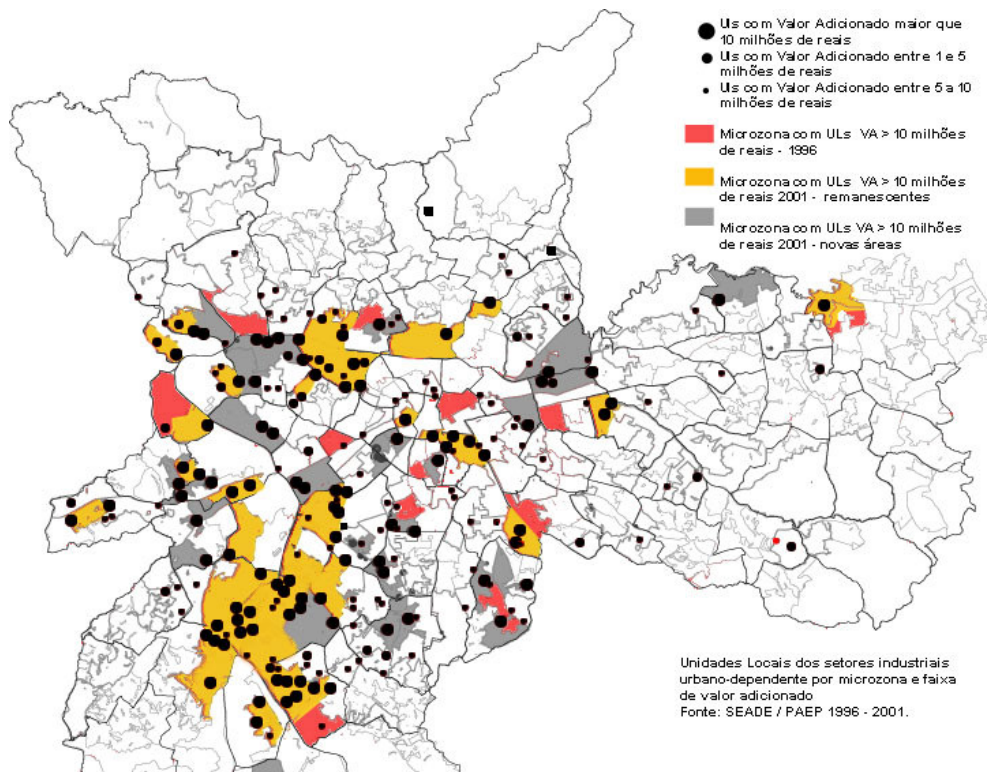 Uls com Valor Adicionado maior que
10 milhões de reais
Uls com Valor Adicionado entre 1 e 5
milhões de reais
Uls com Valor Adicionado entre 5 a 10
milhões de reais
Microzona com ULs VA > 10 milhões
de reais - 1996
Microzona com ULs VA > 10 milhões
de reais 2001 - remanescentes
Microzona com ULS VA > 10 milhões
de reais 2001 - novas áreas
Unidades Locais dos setores industriais
urbano-dependente por microzona e faixa
de valor adicionado
Fonte: SEADE / PAEP 1996 - 2001.